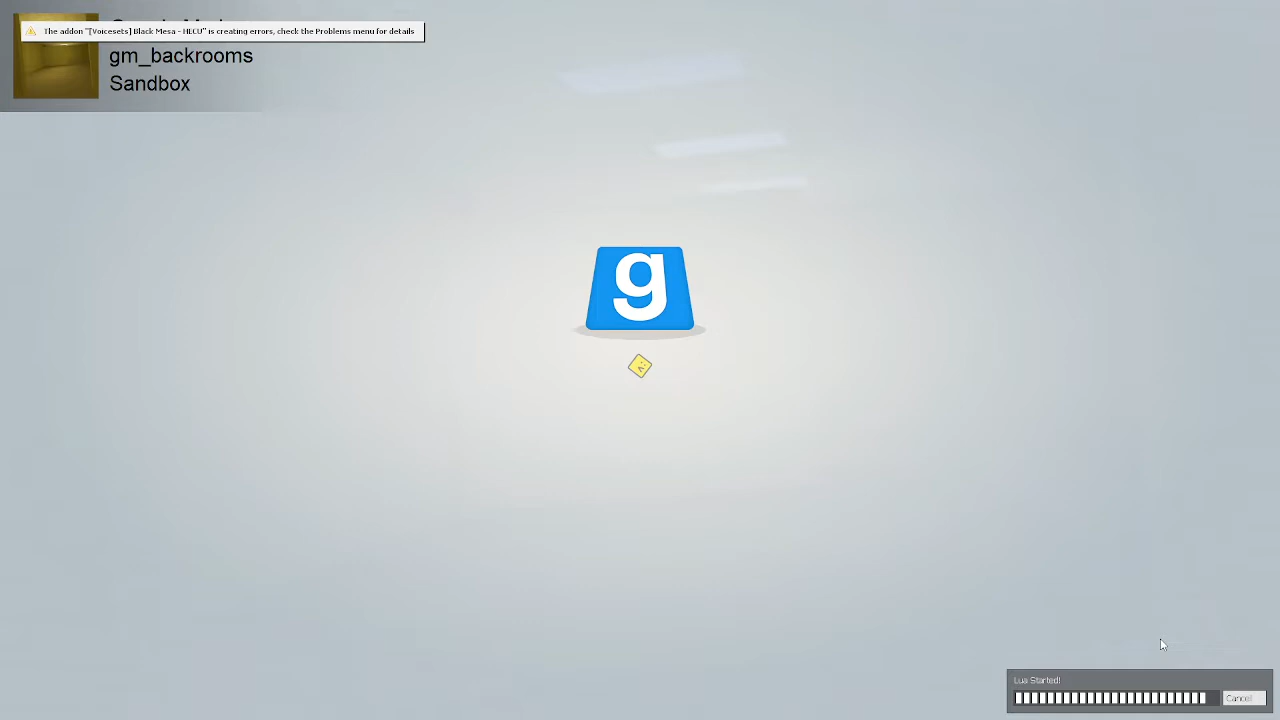 The addon "[Voicesets] Black Mesa - HECU" is creating errors, check the Problems menu for details
gm_backrooms
Sandbox
g
Lua Started!
Cancel